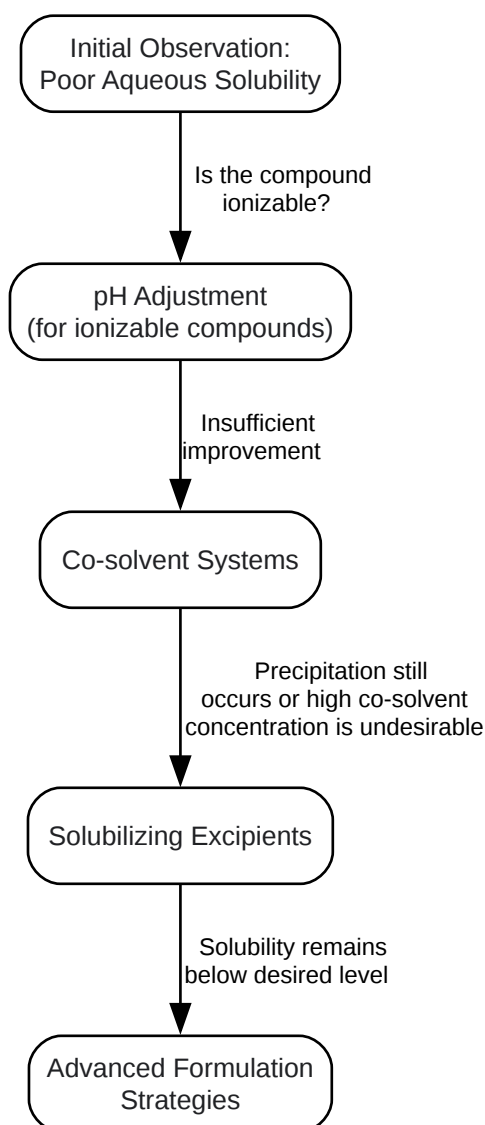 Initial Observation:
Poor Aqueous Solubility
Is the compound
ionizable?
pH Adjustment
(for ionizable compounds)
Insufficient
improvement
Co-solvent Systems
Precipitation still
occurs or high co-solvent
concentration is undesirable
Solubilizing Excipients
Solubility remains
below desired level
Advanced Formulation
Strategies